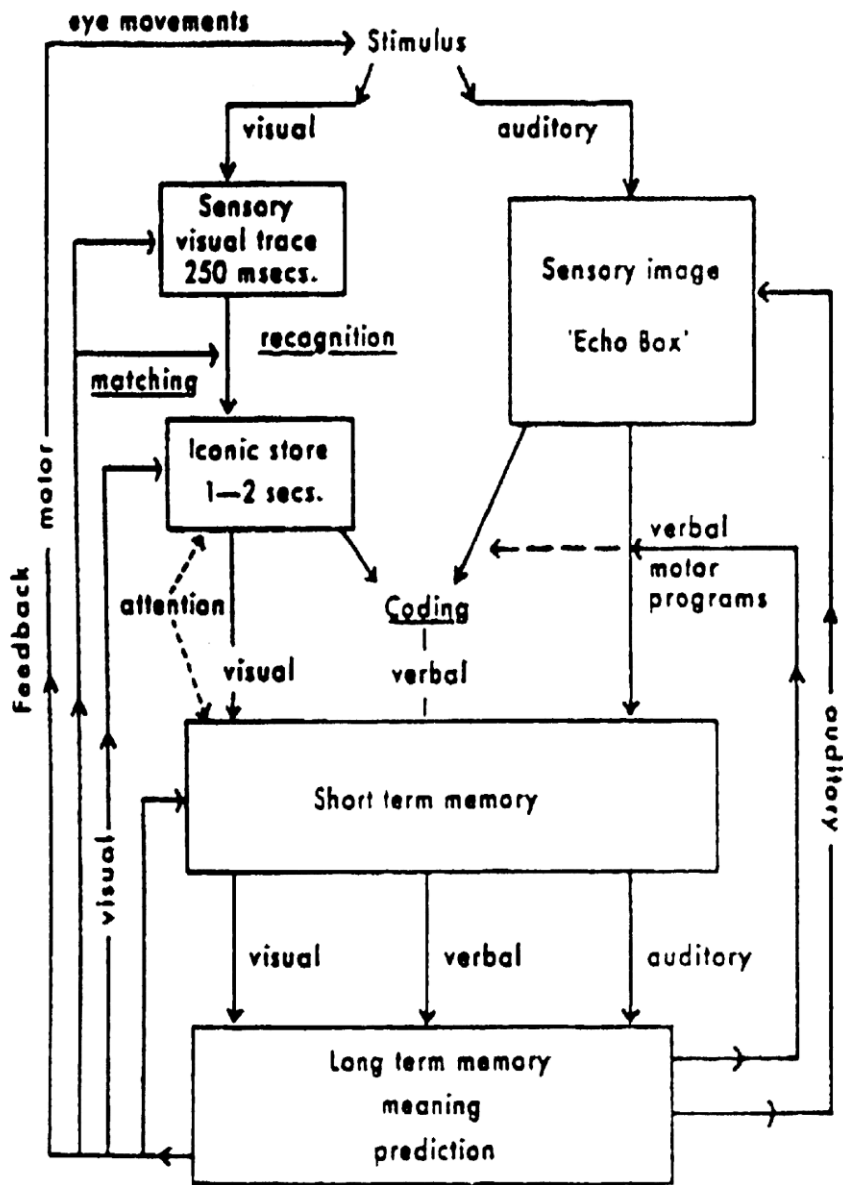 eye movements
Stimulus
visual
auditory
Sensory
visual trace
250 msecs.
Sensory image
'Echo Box'
recognition
matching
Iconic store
1—2 secs.
motor
Feedback
attention
verbal
motor
programs
Coding
visual
verbal
auditory
Short term memory
visual
visual
verbal
auditory
Long term memory
meaning
prediction